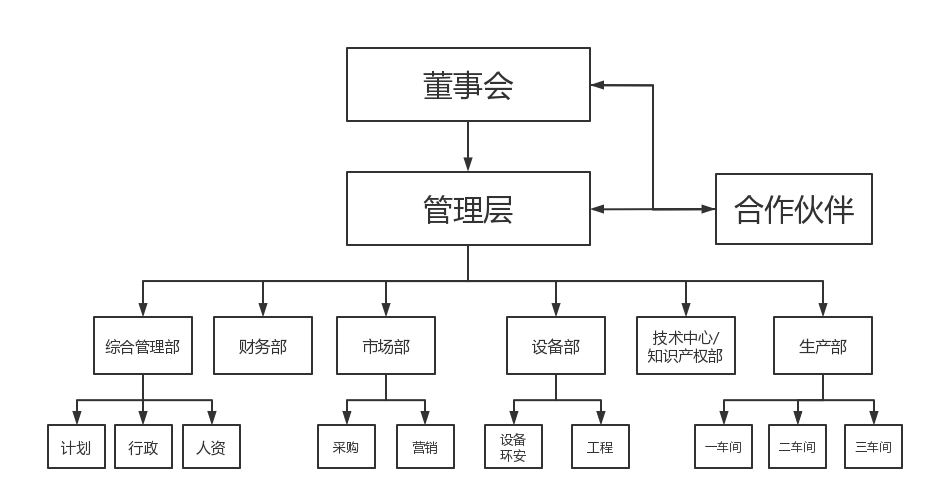 董事会
管理层
合作伙伴
综合管理部
财务部
市场部
设备部
技术中心/
知识产权部
生产部
计划
行政
人资
采购
营销
设备
环安
工程
一车间
二车间
三车间